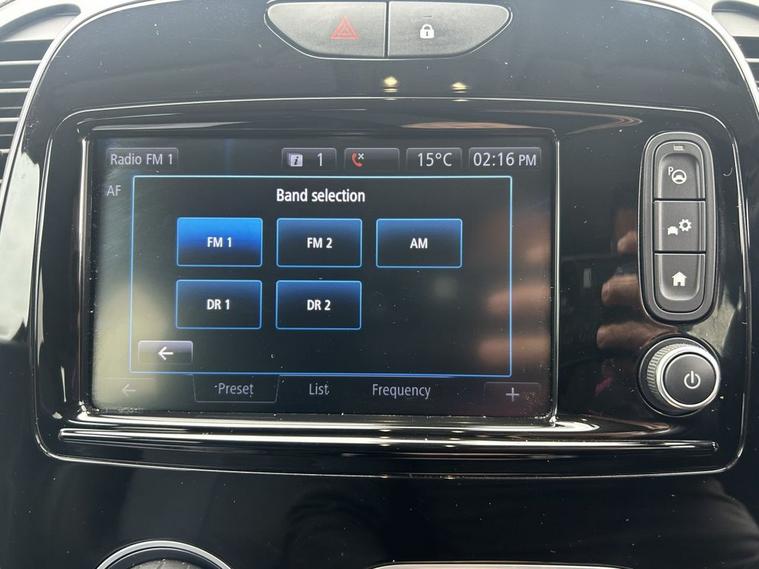 Radio FM 1 1 15°C 02:16 PM
AF
Band selection
FM 1 FM 2 AM
DR 1 DR 2
Preset List Frequency
P